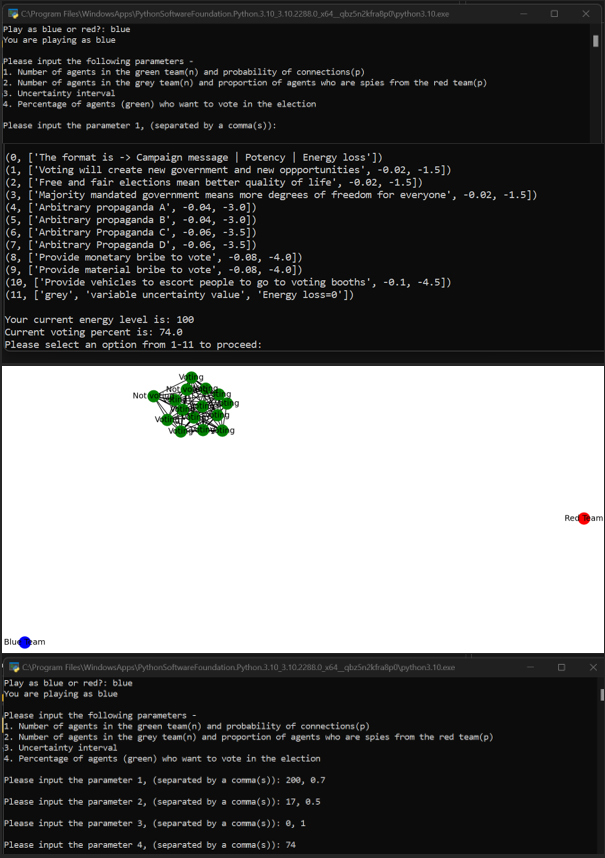 C:\Program Files\WindowsApps\PythonSoftwareFoundation.Python.3.10_3.10.2288.0_x64__qbz5n2kfra8p0\python3.10.exe
Play as blue or red?: blue
You are playing as blue
Please input the following parameters -
1. Number of agents in the green team(n) and probability of connections(p)
2. Number of agents in the grey team(n) and proportion of agents who are spies from the red team(p)
3. Uncertainty interval
4. Percentage of agents (green) who want to vote in the election
Please input the parameter 1, (separated by a comma(s)):
(0, ['The format is -> Campaign message | Potency | Energy loss'])
(1, ['Voting will create new government and new oppportunities', -0.02, -1.5])
(2, ['Free and fair elections mean better quality of life', -0.02, -1.5])
(3, ['Majority mandated government means more degrees of freedom for everyone', -0.02, -1.5])
(4, ['Arbitrary propaganda A', -0.04, -3.0])
(5, ['Arbitrary propaganda B', -0.04, -3.0])
(6, ['Arbitrary Propaganda C', -0.06, -3.5])
(7, ['Arbitrary Propaganda D', -0.06, -3.5])
(8, ['Provide monetary bribe to vote', -0.08, -4.0])
(9, ['Provide material bribe to vote', -0.08, -4.0])
(10, ['Provide vehicles to escort people to go to voting booths', -0.1, -4.5])
(11, ['grey', 'variable uncertainty value', 'Energy loss=0'])
Your current energy level is: 100
Current voting percent is: 74.0
Please select an option from 1-11 to proceed:
Voting
Not voting
Not voting
Voting
Voting
Voting
Red Team
Blue Team
C:\Program Files\WindowsApps\PythonSoftwareFoundation.Python.3.10_3.10.2288.0_x64__qbz5n2kfra8p0\python3.10.exe
Play as blue or red?: blue
You are playing as blue
Please input the following parameters -
1. Number of agents in the green team(n) and probability of connections(p)
2. Number of agents in the grey team(n) and proportion of agents who are spies from the red team(p)
3. Uncertainty interval
4. Percentage of agents (green) who want to vote in the election
Please input the parameter 1, (separated by a comma(s)): 200, 0.7
Please input the parameter 2, (separated by a comma(s)): 17, 0.5
Please input the parameter 3, (separated by a comma(s)): 0, 1
Please input the parameter 4, (separated by a comma(s)): 74